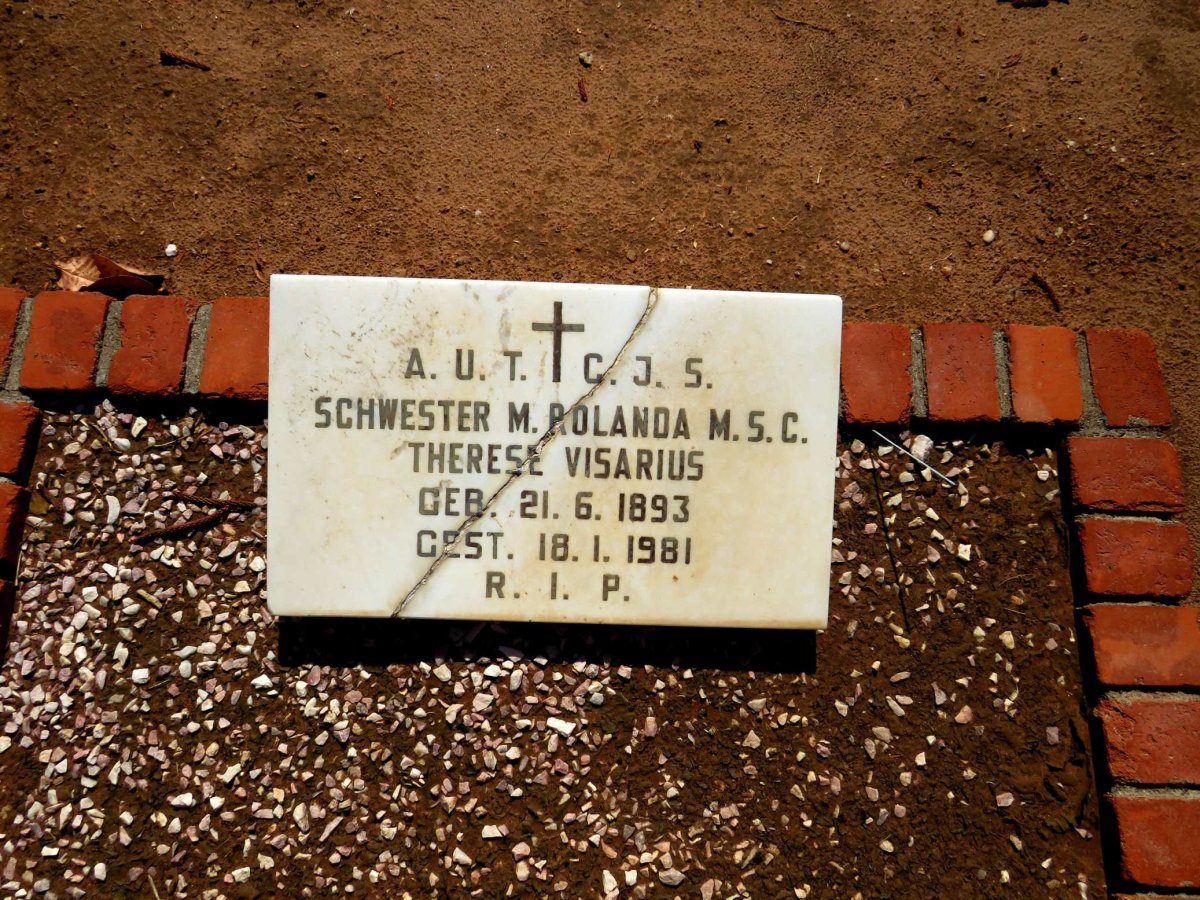 A. U. T. C. J. S.
SCHWESTER M. ROLANDA M. S. C.
THERESE VISARIUS
GEB. 21. 6. 1893
GEST. 18. 1. 1981
R. I. P.